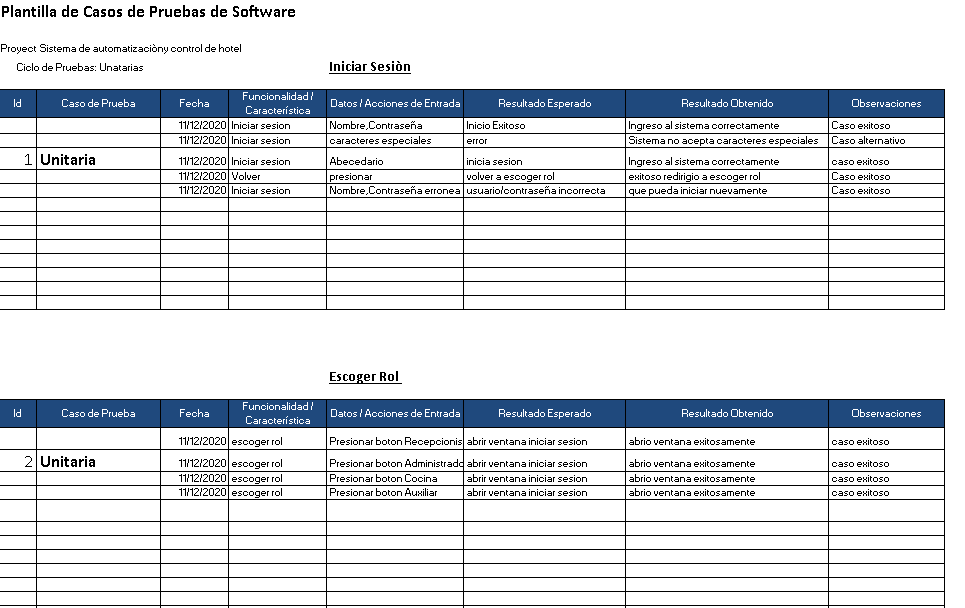 Plantilla de Casos de Pruebas de Software
Proyect Sistema de automatizaciòny control de hotel
Ciclo de Pruebas: Unatarias
Iniciar Sesiòn
Id Caso de Prueba Fecha Funcionalidad / Característica Datos / Acciones de Entrada Resultado Esperado Resultado Obtenido Observaciones
11/12/2020 Iniciar sesion Nombre,Contraseña Inicio Exitoso Ingreso al sistema correctamente Caso exitoso
11/12/2020 Iniciar sesion caracteres especiales error Sistema no acepta caracteres especiales Caso alternativo
1 Unitaria 11/12/2020 Iniciar sesion Abecedario inicia sesion Ingreso al sistema correctamente caso exitoso
11/12/2020 Volver presionar volver a escoger rol exitoso redirigio a escoger rol Caso exitoso
11/12/2020 Iniciar sesion Nombre,Contraseña erronea usuario/contraseña incorrecta que pueda iniciar nuevamente Caso exitoso
Escoger Rol
Id Caso de Prueba Fecha Funcionalidad / Característica Datos / Acciones de Entrada Resultado Esperado Resultado Obtenido Observaciones
11/12/2020 escoger rol Presionar boton Recepcionis abrir ventana iniciar sesion abrio ventana exitosamente caso exitoso
2 Unitaria 11/12/2020 escoger rol Presionar boton Administrado abrir ventana iniciar sesion abrio ventana exitosamente caso exitoso
11/12/2020 escoger rol Presionar boton Cocina abrir ventana iniciar sesion abrio ventana exitosamente caso exitoso
11/12/2020 escoger rol Presionar boton Auxiliar abrir ventana iniciar sesion abrio ventana exitosamente caso exitoso